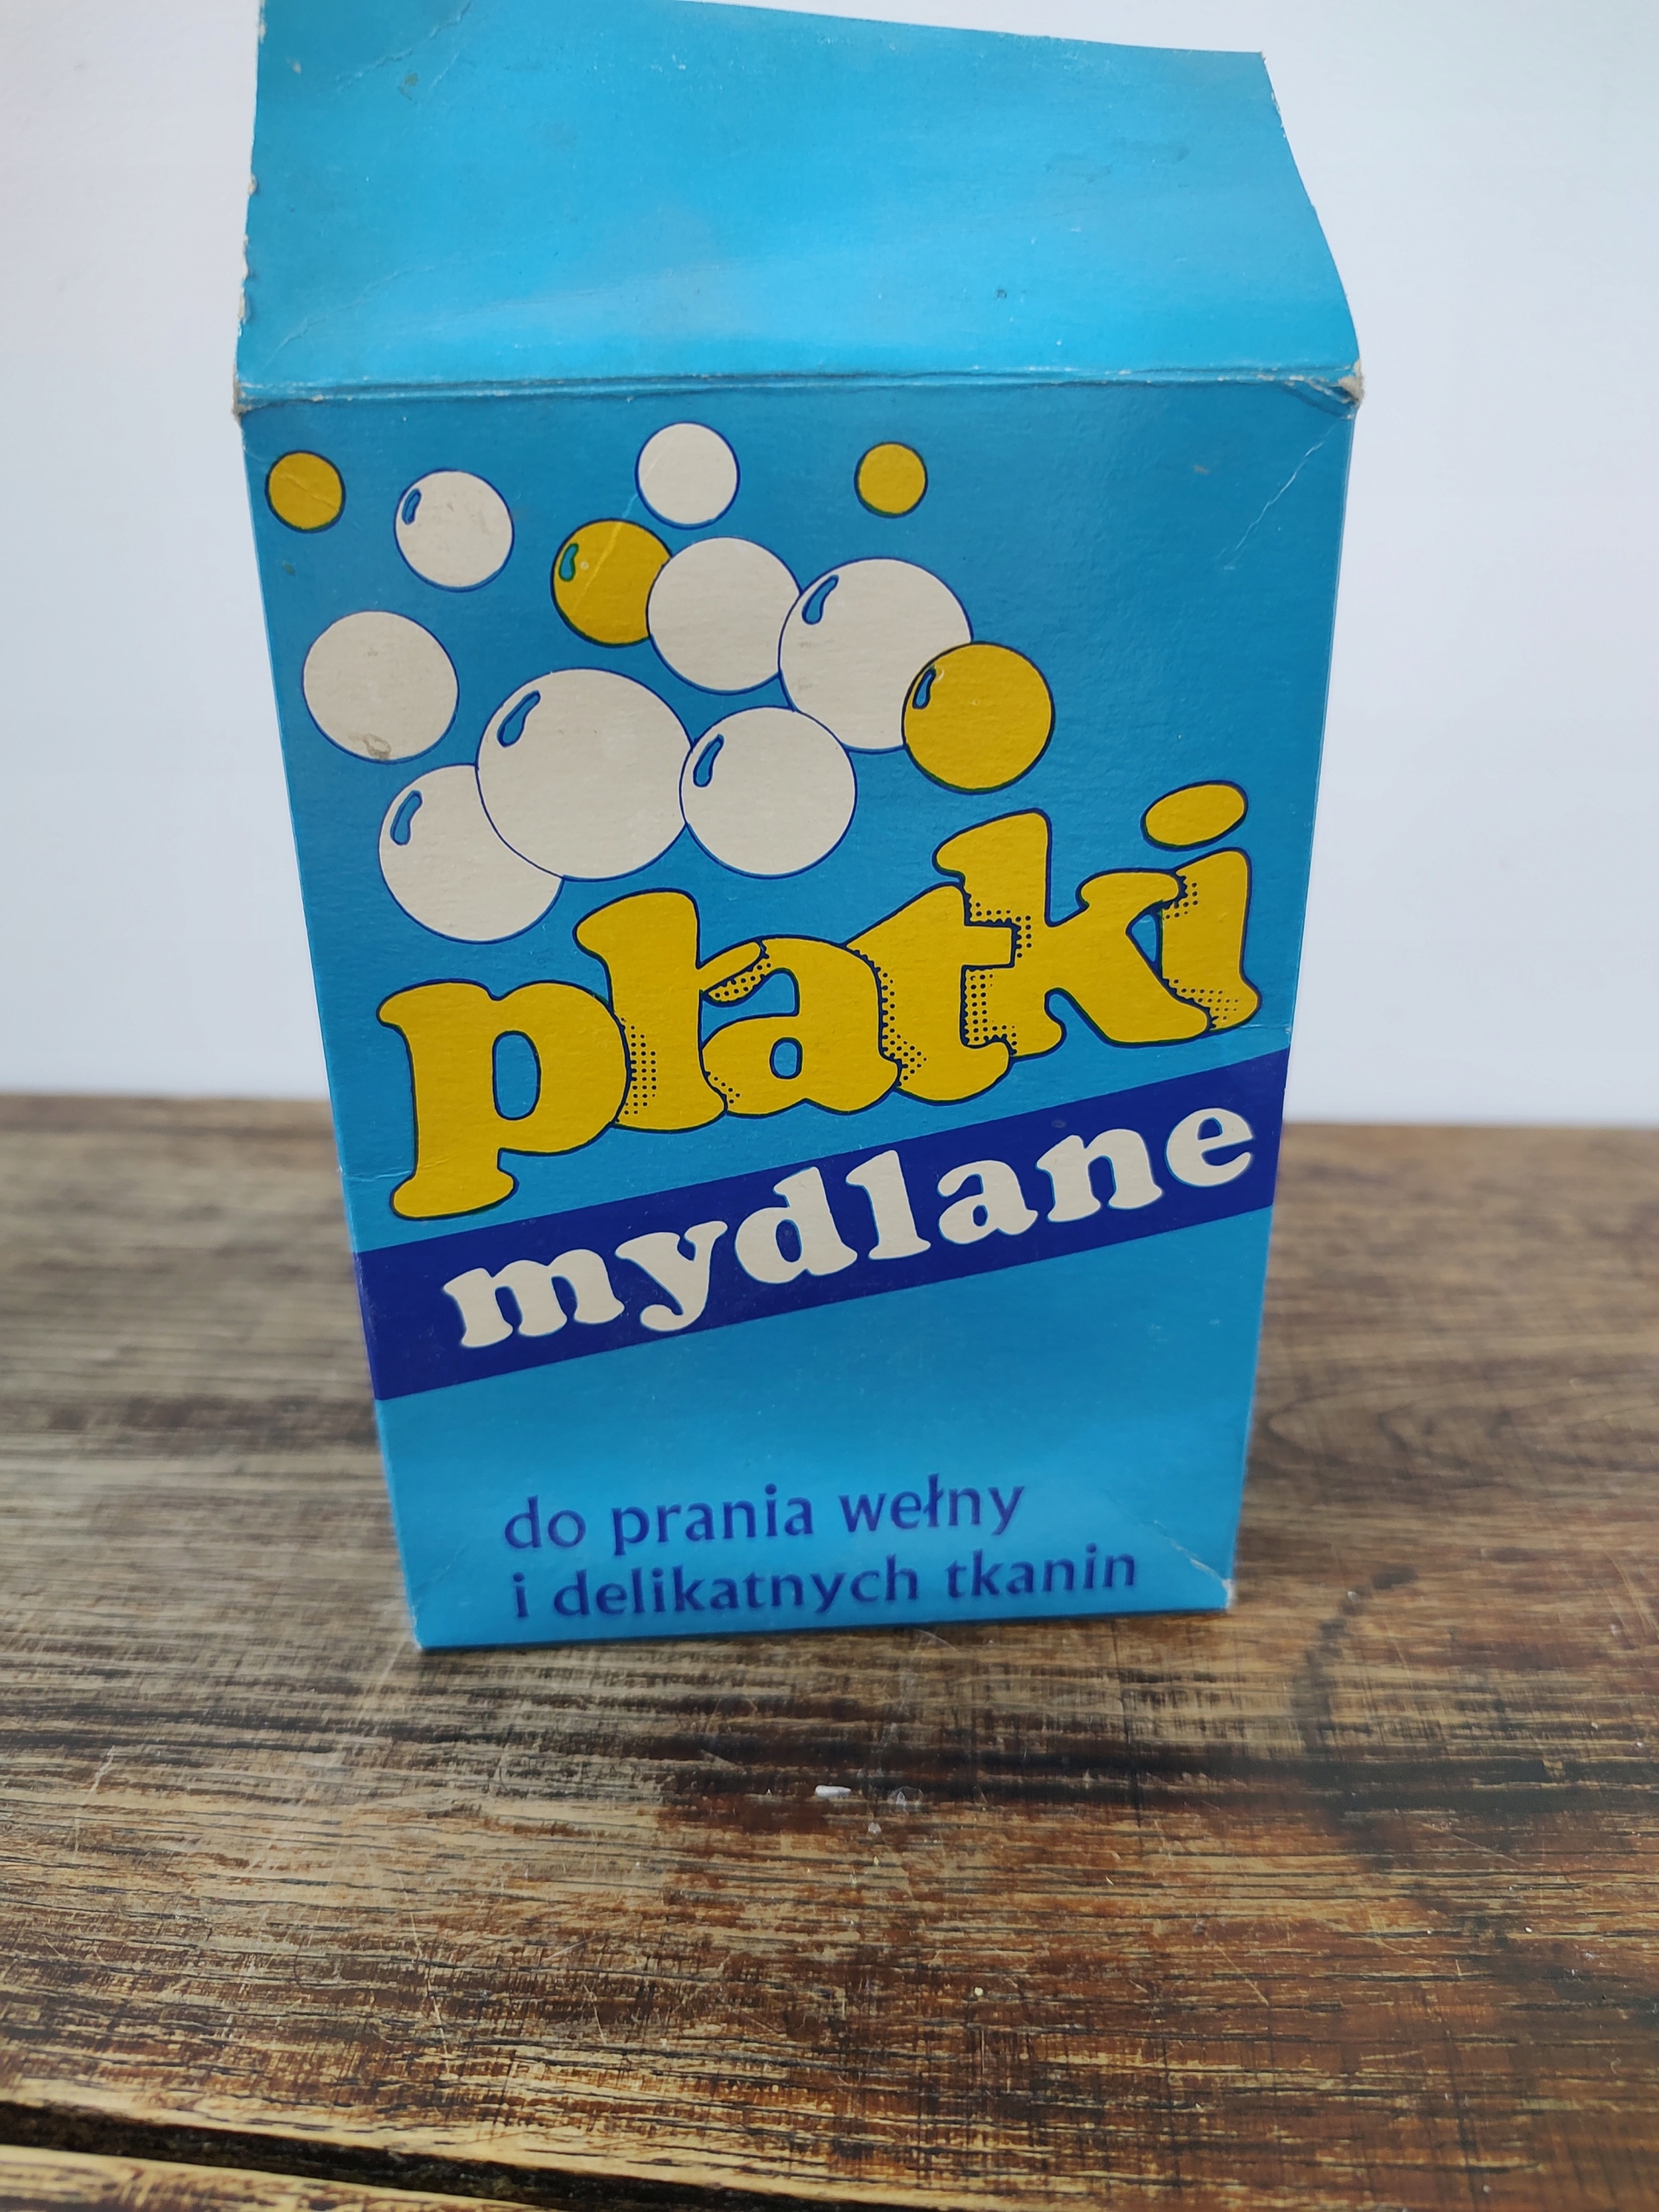 płatki
mydlane
do prania wełny
i delikatnych tkanin